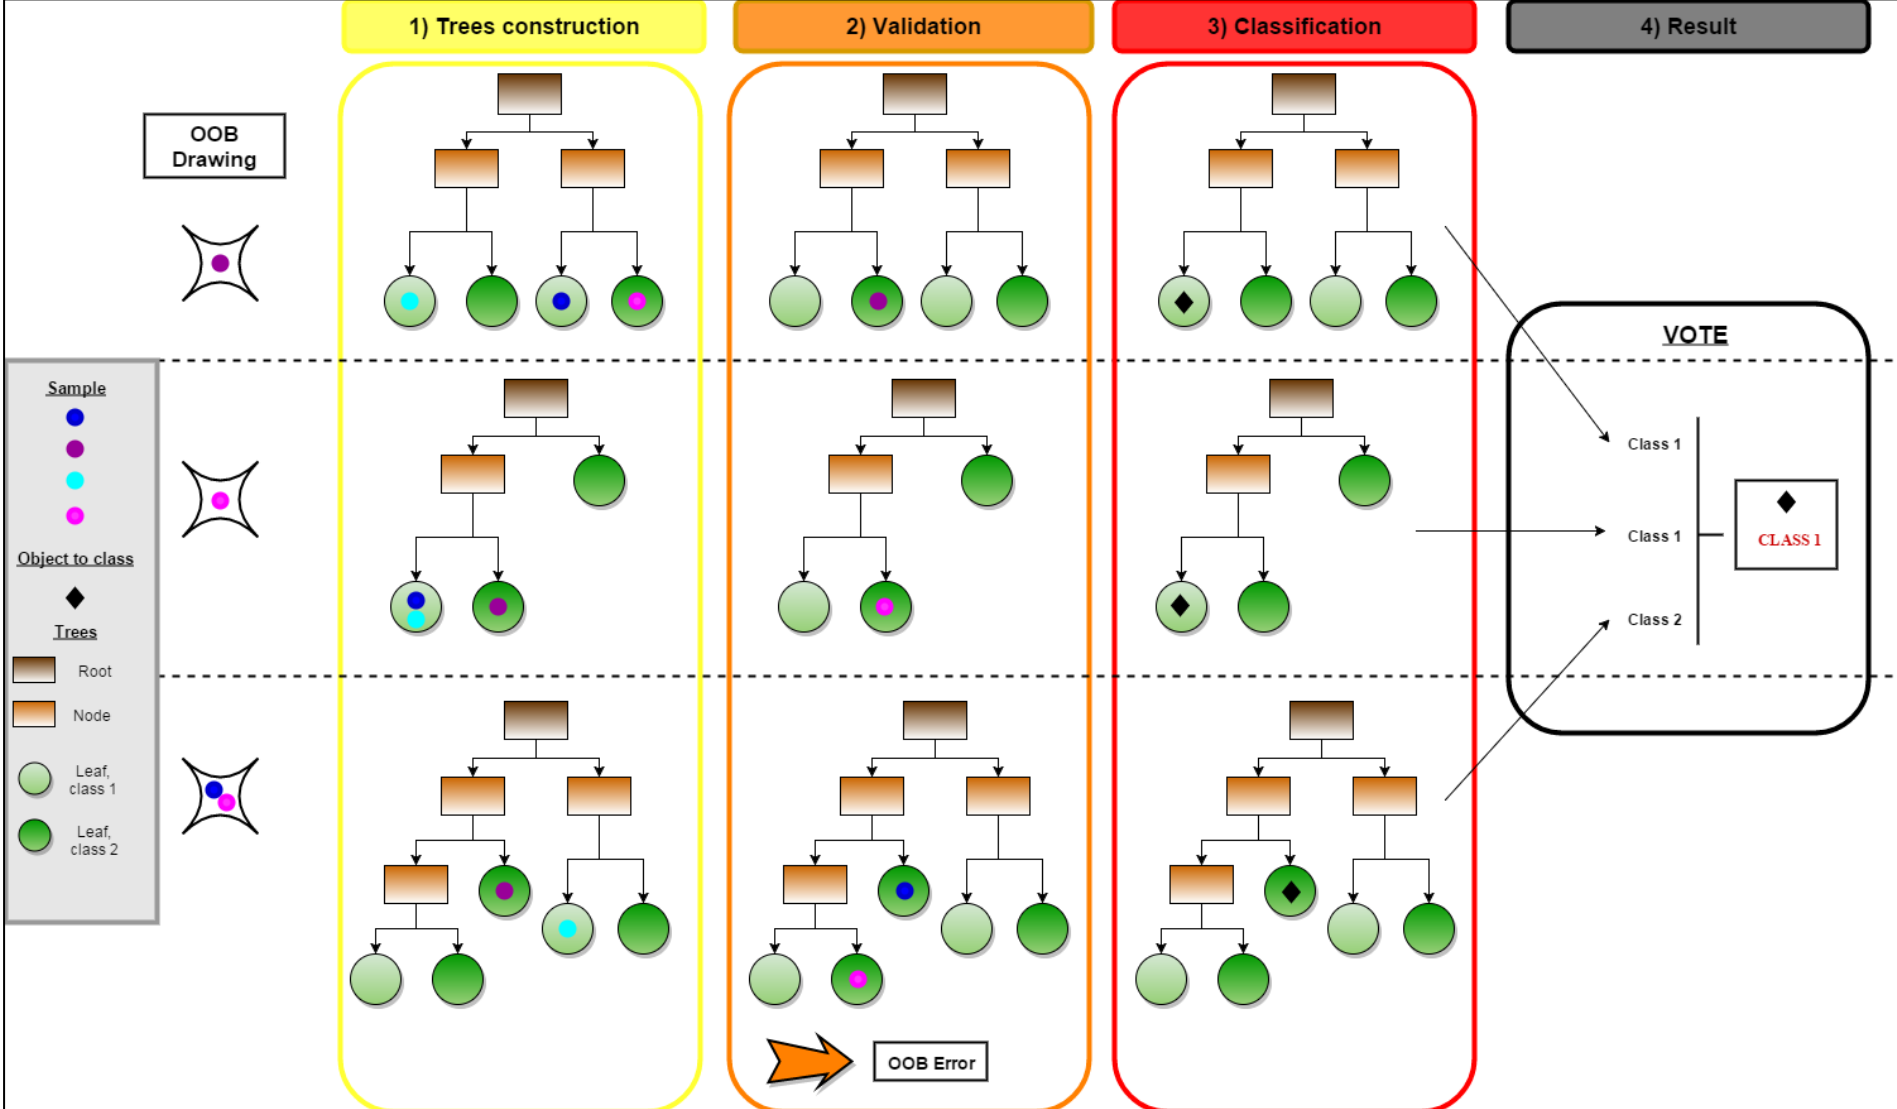 1) Trees construction
2) Validation
3) Classification
4) Result
OOB
Drawing
VOTE
Sample
Object to class
Trees
Root
Node
Leaf,
class 1
Leaf,
class 2
Class 1
Class 1
Class 2
CLASS 1
OOB Error